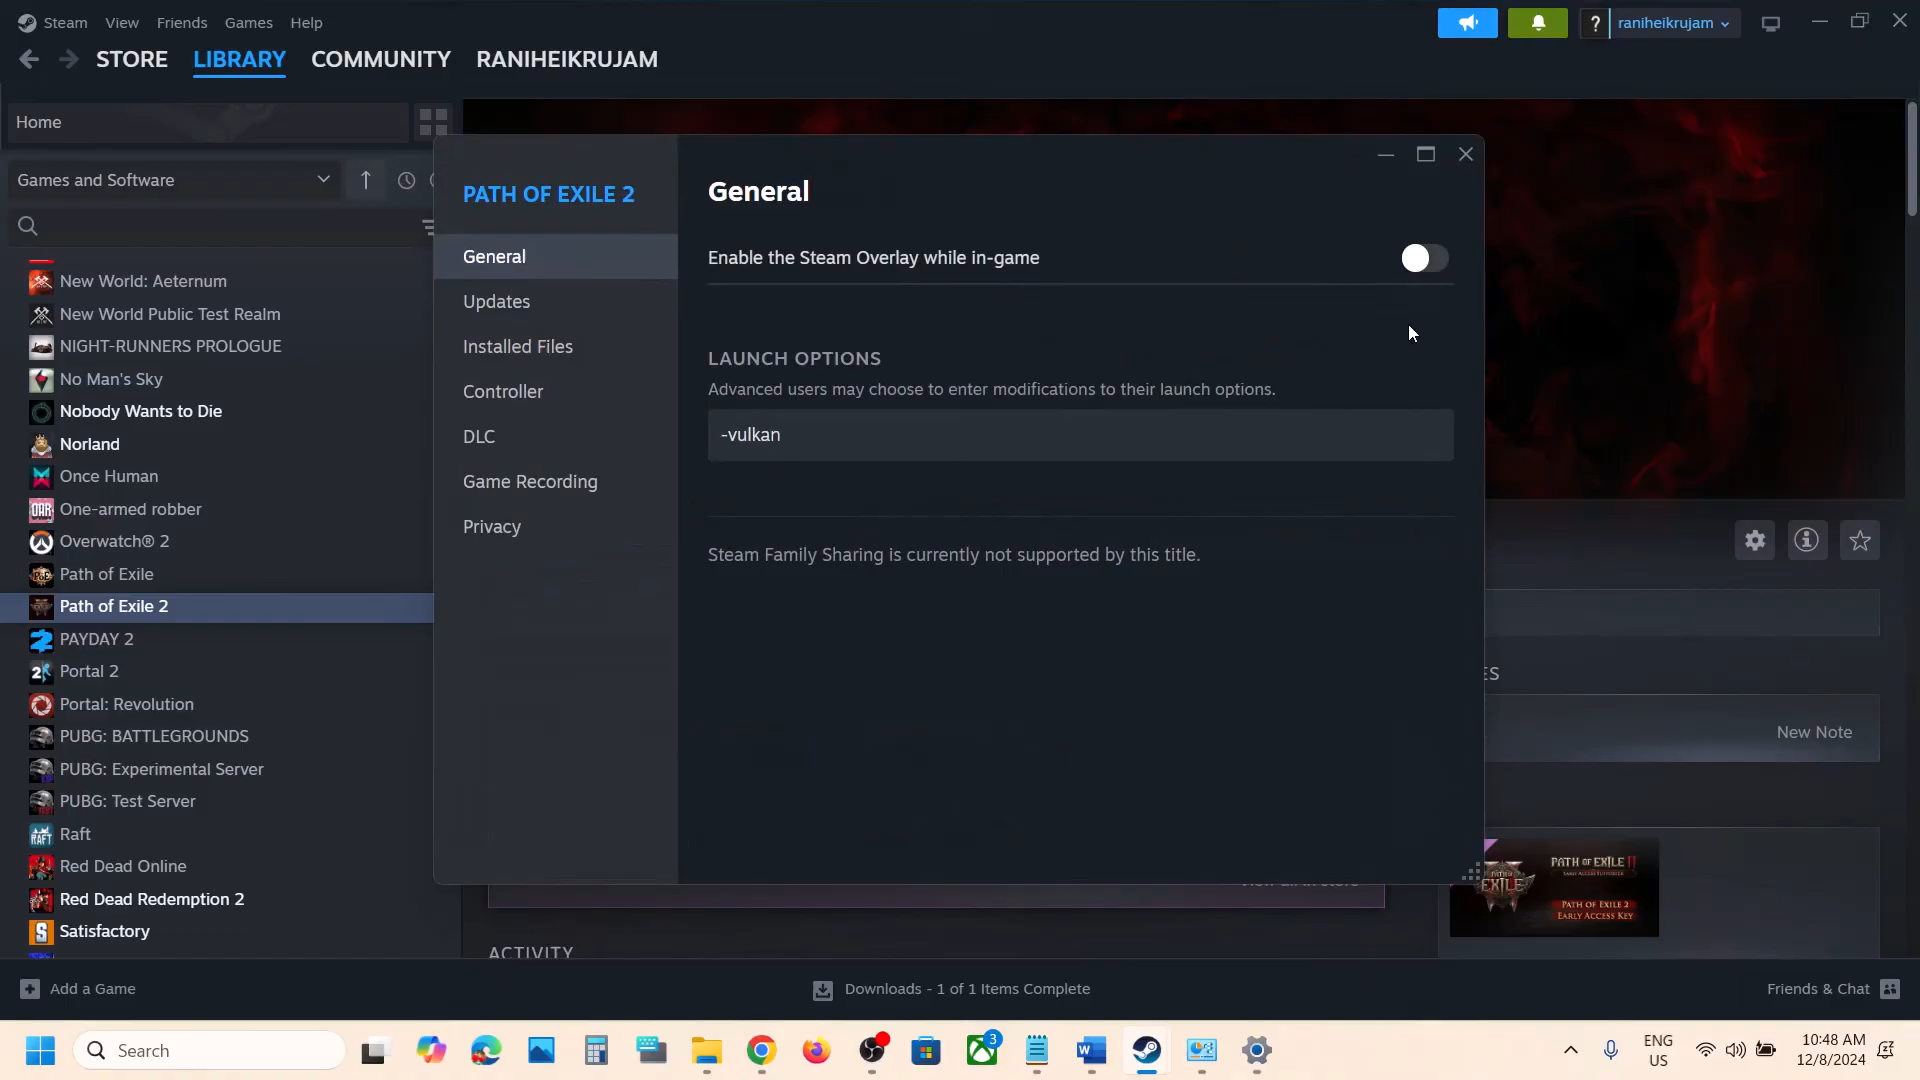 Steam View Friends Games Help
? raniheikrujam
STORE LIBRARY COMMUNITY RANIHEIKRUJAM
Home
Games and Software
New World: Aeternum
New World Public Test Realm
NIGHT-RUNNERS PROLOGUE
No Man's Sky
Nobody Wants to Die
Norland
Once Human
One-armed robber
Overwatch® 2
Path of Exile
Path of Exile 2
PAYDAY 2
Portal 2
Portal: Revolution
PUBG: BATTLEGROUNDS
PUBG: Experimental Server
PUBG: Test Server
Raft
Red Dead Online
Red Dead Redemption 2
Satisfactory
PATH OF EXILE 2
General
Updates
Installed Files
Controller
DLC
Game Recording
Privacy
General
Enable the Steam Overlay while in-game
LAUNCH OPTIONS
Advanced users may choose to enter modifications to their launch options.
-vulkan
Steam Family Sharing is currently not supported by this title.
ES
New Note
PATH OF EXILE II
EARLY ACCESS SUPPORTER
PATH OF EXILE 2
EARLY ACCESS KEY
ACTIVITY
Add a Game
Downloads - 1 of 1 Items Complete
Friends & Chat
Search
3
ENG
US
10:48 AM
12/8/2024